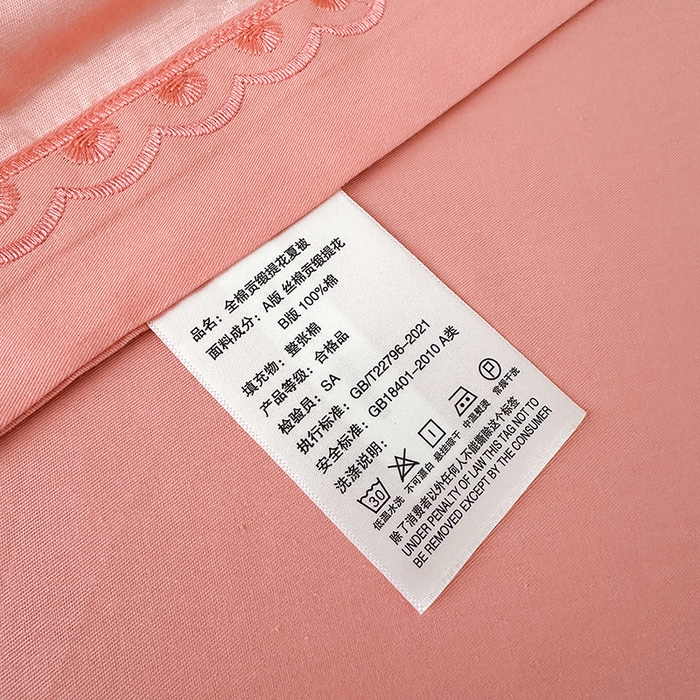 品名：全棉贡缎提花夏被
面料成分：A版 丝棉贡缎提花
B版 100%棉
填充物：整张棉
产品等级：合格品
检验员：SA
执行标准：GB/T22796-2021
安全标准：GB18401-2010 A类
洗涤说明：
30
P
低温水洗 不可漂白 悬挂晾干 中温熨烫 常规干洗
除了消费者以外任何人不能撕除这个标签
UNDER PENALTY OF LAW THIS TAG NOT TO
BE REMOVED EXCEPT BY THE CONSUMER